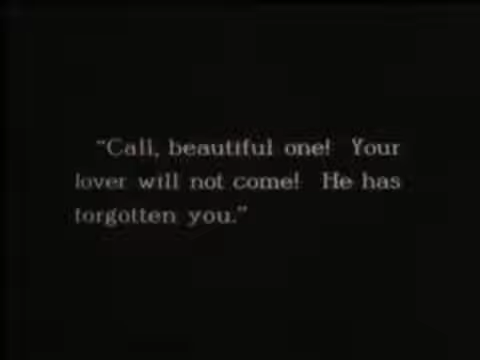 "Call, beautiful one! Your
lover will not come! He has
forgotten you."